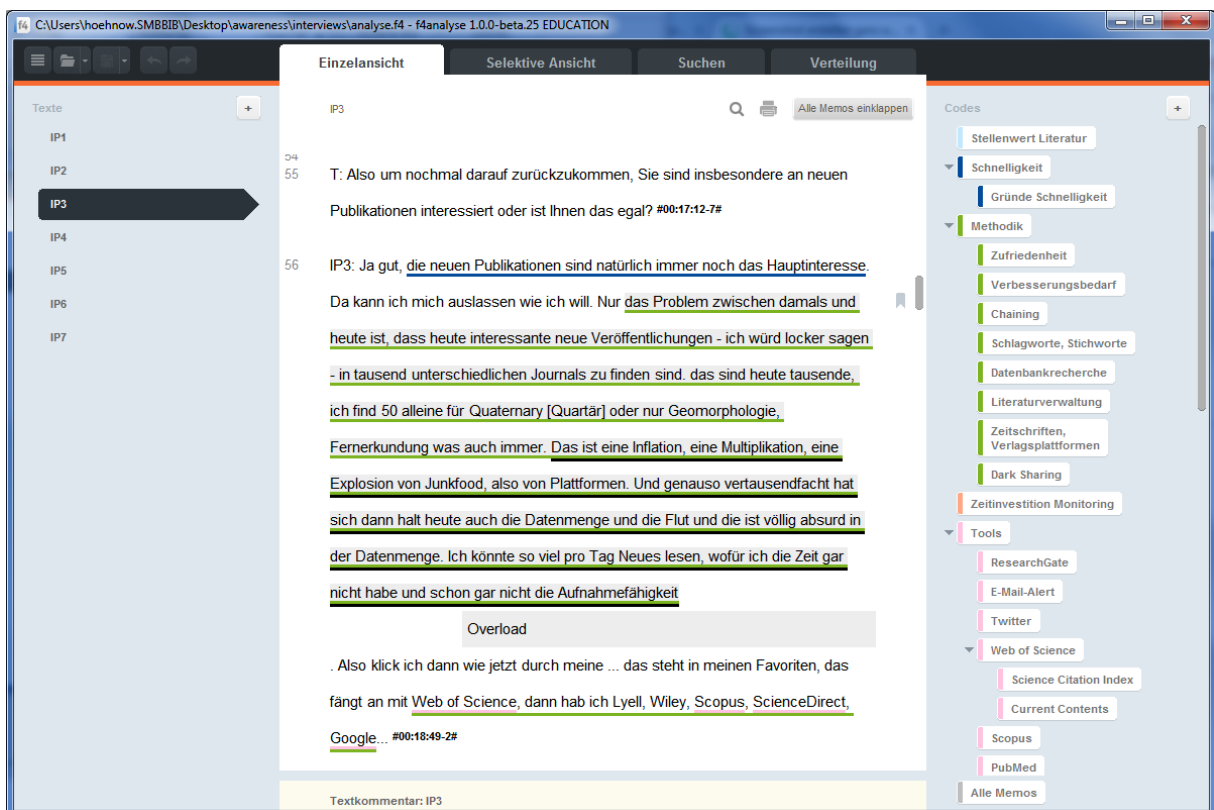 f4 C:\Users\hoehnow.SMBBIB\Desktop\awareness\interviews\analyse.f4 - f4analyse 1.0.0-beta.25 EDUCATION
Einzelansicht
Selektive Ansicht
Suchen
Verteilung
Texte
+
IP1
IP2
IP3
IP4
IP5
IP6
IP7
IP3
Alle Memos einklappen
54
55 T: Also um nochmal darauf zurückzukommen, Sie sind insbesondere an neuen
Publikationen interessiert oder ist Ihnen das egal? #00:17:12-7#
56 IP3: Ja gut, die neuen Publikationen sind natürlich immer noch das Hauptinteresse.
Da kann ich mich auslassen wie ich will. Nur das Problem zwischen damals und
heute ist, dass heute interessante neue Veröffentlichungen - ich würd locker sagen
- in tausend unterschiedlichen Journals zu finden sind. das sind heute tausende,
ich find 50 alleine für Quaternary [Quartär] oder nur Geomorphologie,
Fernerkundung was auch immer. Das ist eine Inflation, eine Multiplikation, eine
Explosion von Junkfood, also von Plattformen. Und genauso vertausendfacht hat
sich dann halt heute auch die Datenmenge und die Flut und die ist völlig absurd in
der Datenmenge. Ich könnte so viel pro Tag Neues lesen, wofür ich die Zeit gar
nicht habe und schon gar nicht die Aufnahmefähigkeit
Overload
. Also klick ich dann wie jetzt durch meine ... das steht in meinen Favoriten, das
fängt an mit Web of Science, dann hab ich Lyell, Wiley, Scopus, ScienceDirect,
Google... #00:18:49-2#
Textkommentar: IP3
Codes
+
Stellenwert Literatur
Schnelligkeit
Gründe Schnelligkeit
Methodik
Zufriedenheit
Verbesserungsbedarf
Chaining
Schlagworte, Stichworte
Datenbankrecherche
Literaturverwaltung
Zeitschriften,
Verlagsplattformen
Dark Sharing
Zeitinvestition Monitoring
Tools
ResearchGate
E-Mail-Alert
Twitter
Web of Science
Science Citation Index
Current Contents
Scopus
PubMed
Alle Memos